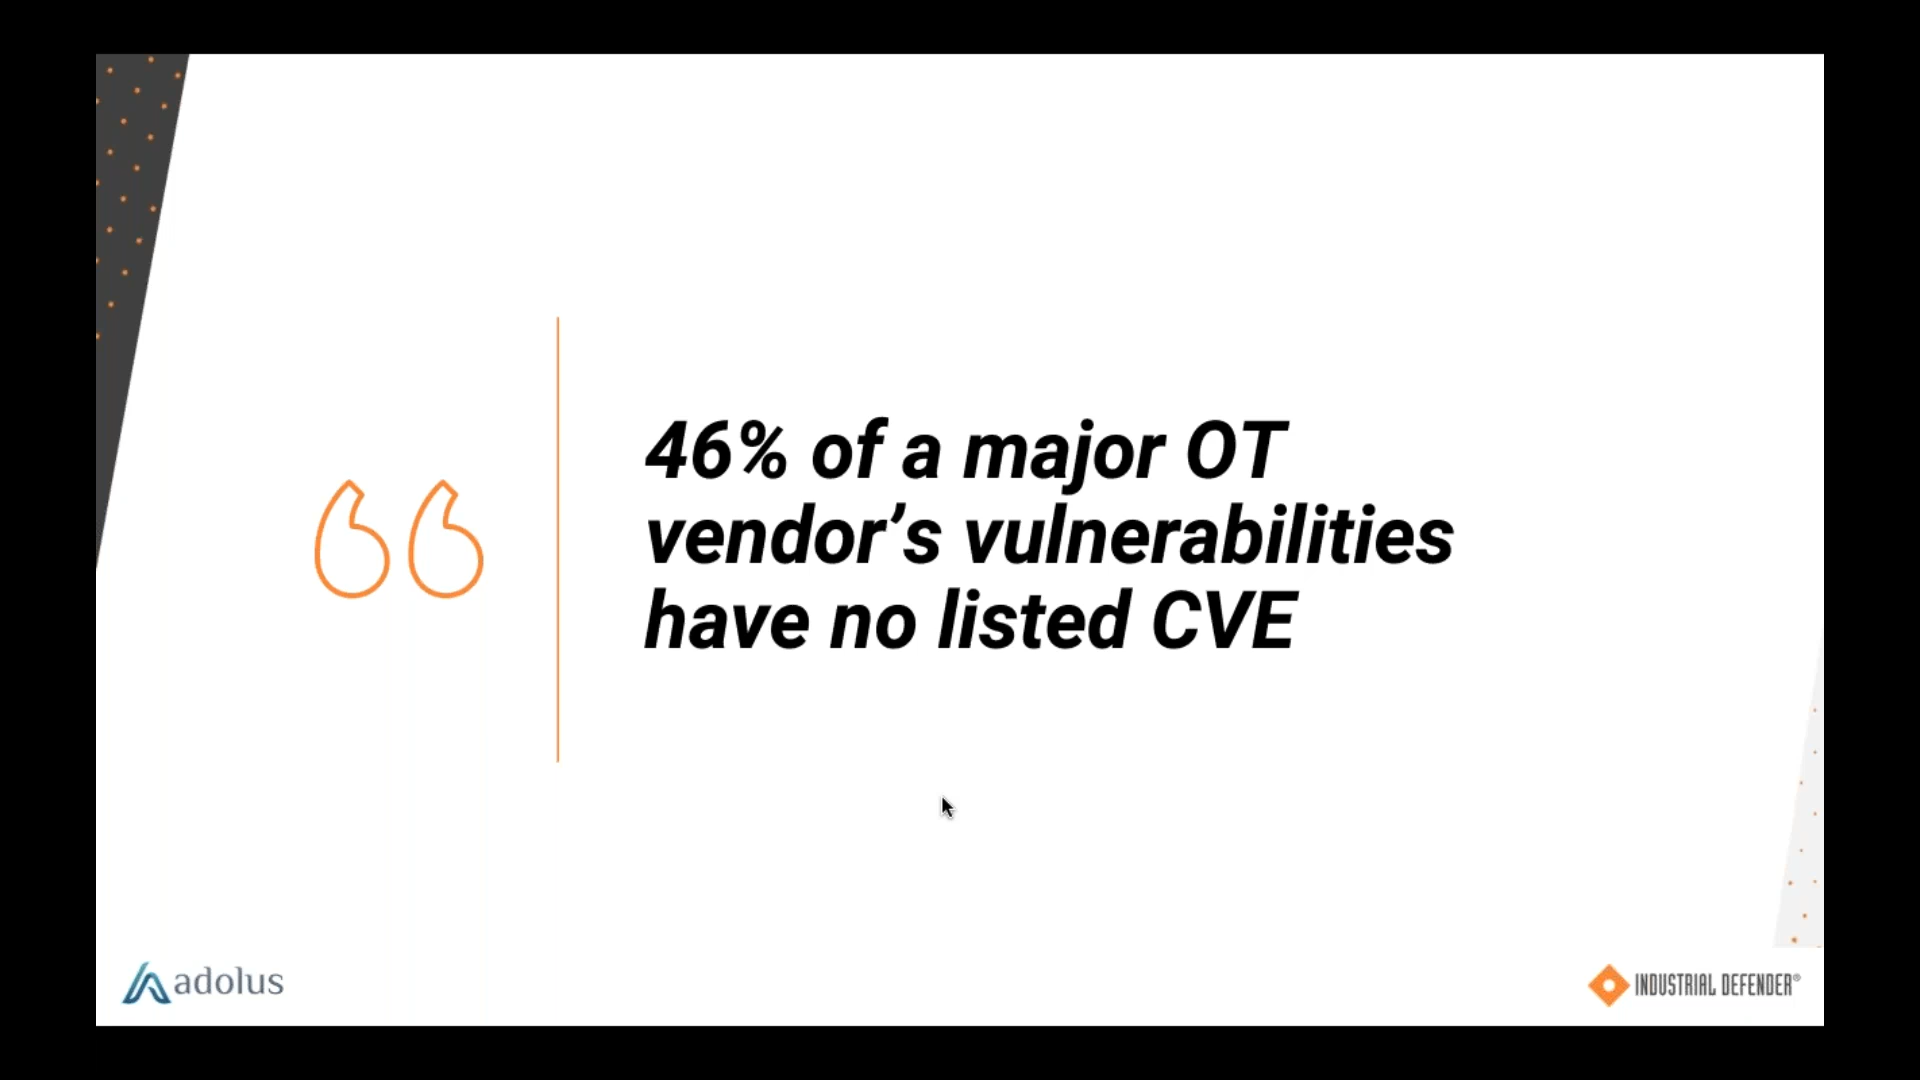 46% of a major OT
vendor’s vulnerabilities
have no listed CVE
adolus
INDUSTRIAL DEFENDER®